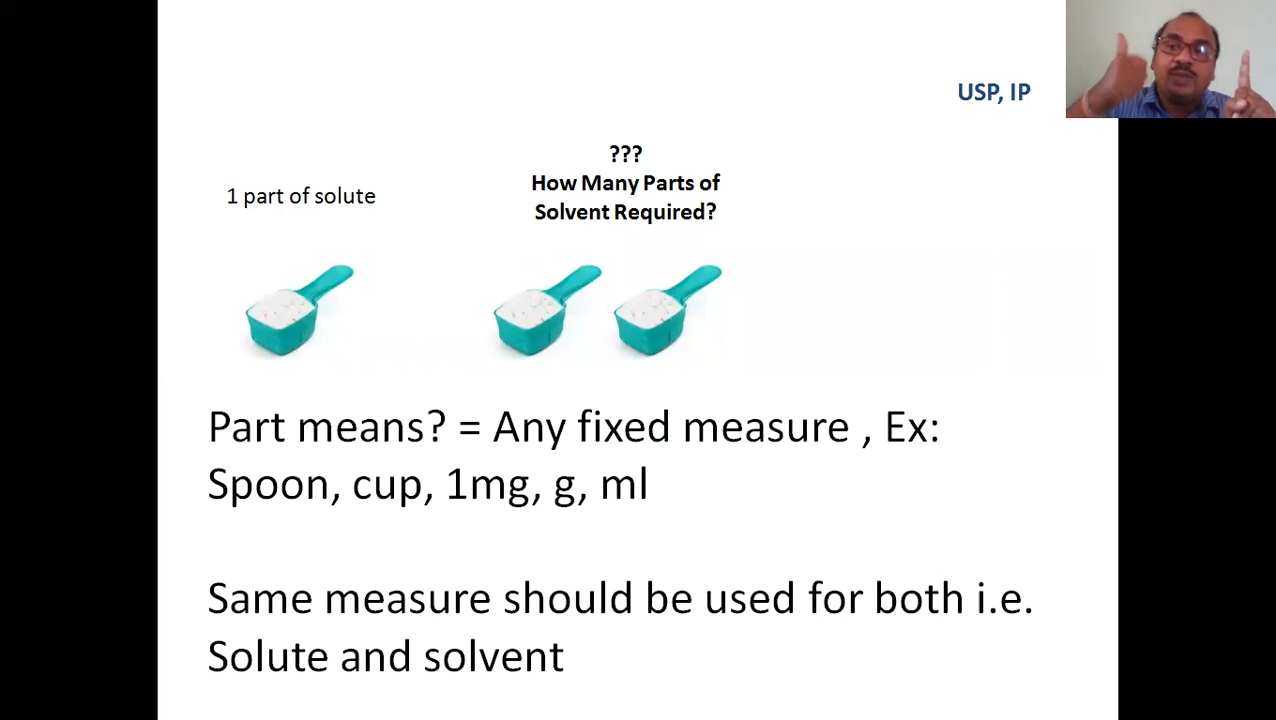 USP, IP
???
How Many Parts of
Solvent Required?
1 part of solute
Part means? = Any fixed measure , Ex:
Spoon, cup, 1mg, g, ml
Same measure should be used for both i.e.
Solute and solvent